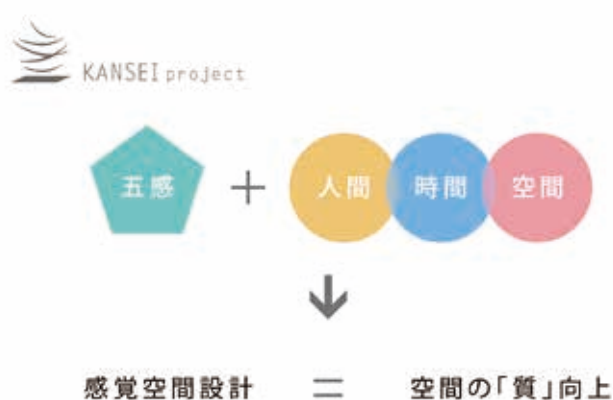 KANSEI project
五感 + 人間 時間 空間
感覚空間設計 = 空間の「質」向上